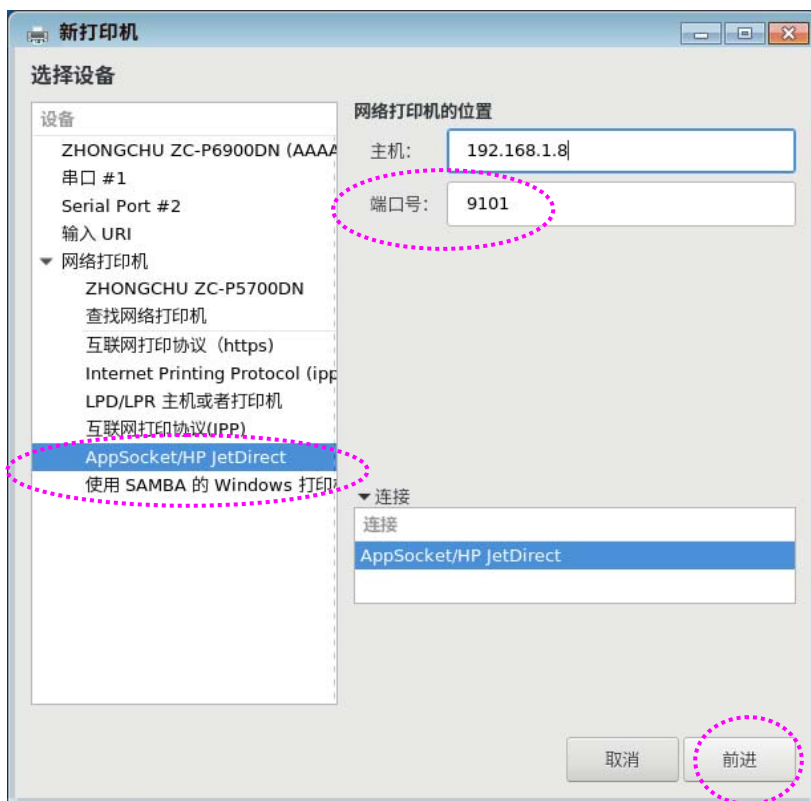 新打印机
选择设备
设备
ZHONGCHU ZC-P6900DN (AAAA
串口 #1
Serial Port #2
输入 URI
网络打印机
ZHONGCHU ZC-P5700DN
查找网络打印机
互联网打印协议（https)
Internet Printing Protocol (ipp
LPD/LPR 主机或者打印机
互联网打印协议(IPP)
AppSocket/HP JetDirect
使用 SAMBA 的 Windows 打印
网络打印机的位置
主机： 192.168.1.8
端口号： 9101
连接
连接
AppSocket/HP JetDirect
取消 前进